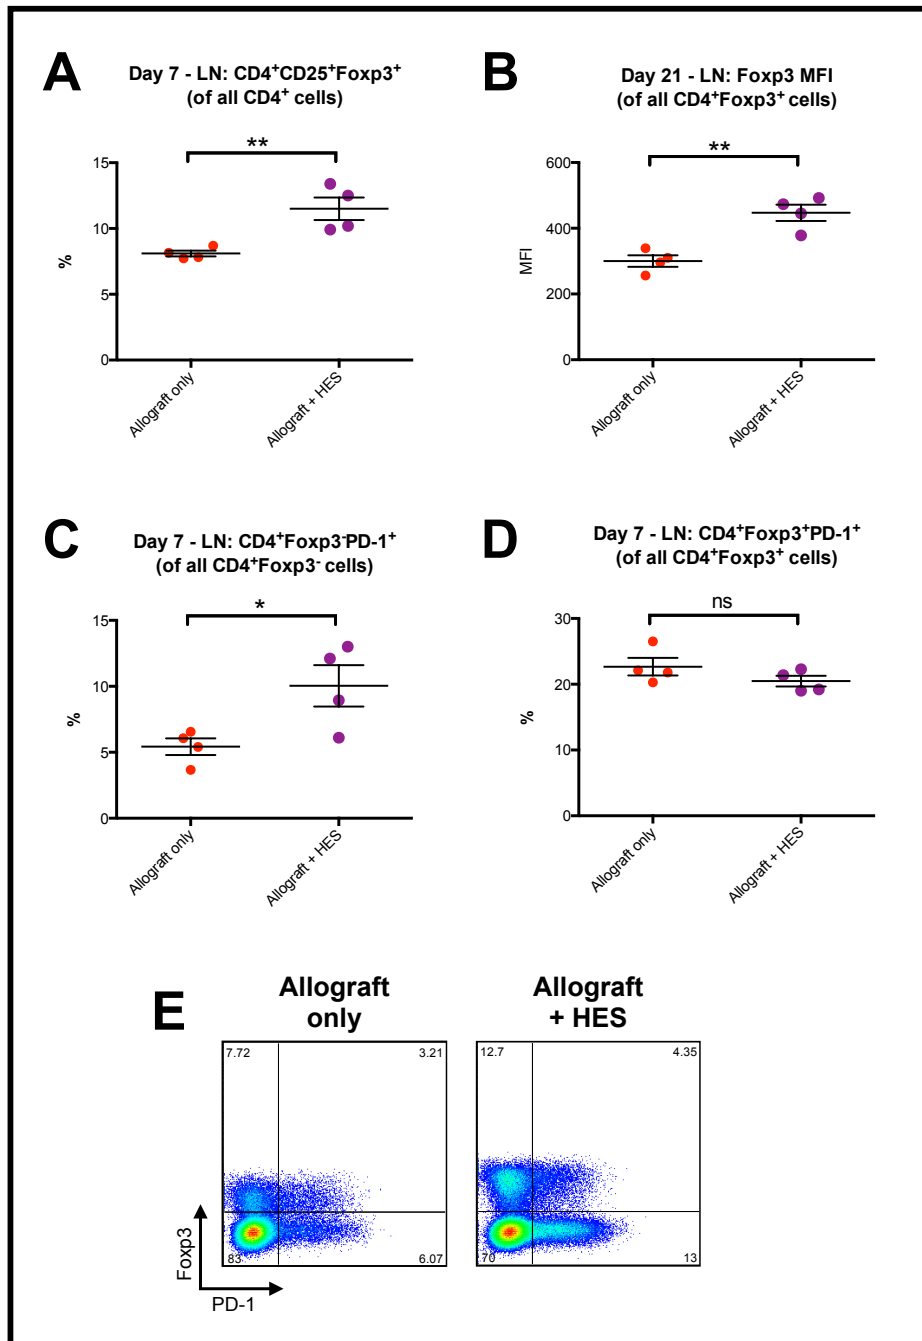 A
Day 7 - LN: CD4⁺CD25⁺Foxp3⁺
(of all CD4⁺ cells)
**
15
10
5
0
%
Allograft only
Allograft + HES
B
Day 21 - LN: Foxp3 MFI
(of all CD4⁺Foxp3⁺ cells)
**
600
400
200
0
MFI
Allograft only
Allograft + HES
C
Day 7 - LN: CD4⁺Foxp3⁻PD-1⁺
(of all CD4⁺Foxp3⁻ cells)
*
15
10
5
0
%
Allograft only
Allograft + HES
D
Day 7 - LN: CD4⁺Foxp3⁺PD-1⁺
(of all CD4⁺Foxp3⁺ cells)
ns
30
20
10
0
%
Allograft only
Allograft + HES
E
Allograft
only
7.72
3.21
83
6.07
Allograft
+ HES
12.7
4.35
70
13
Foxp3
PD-1